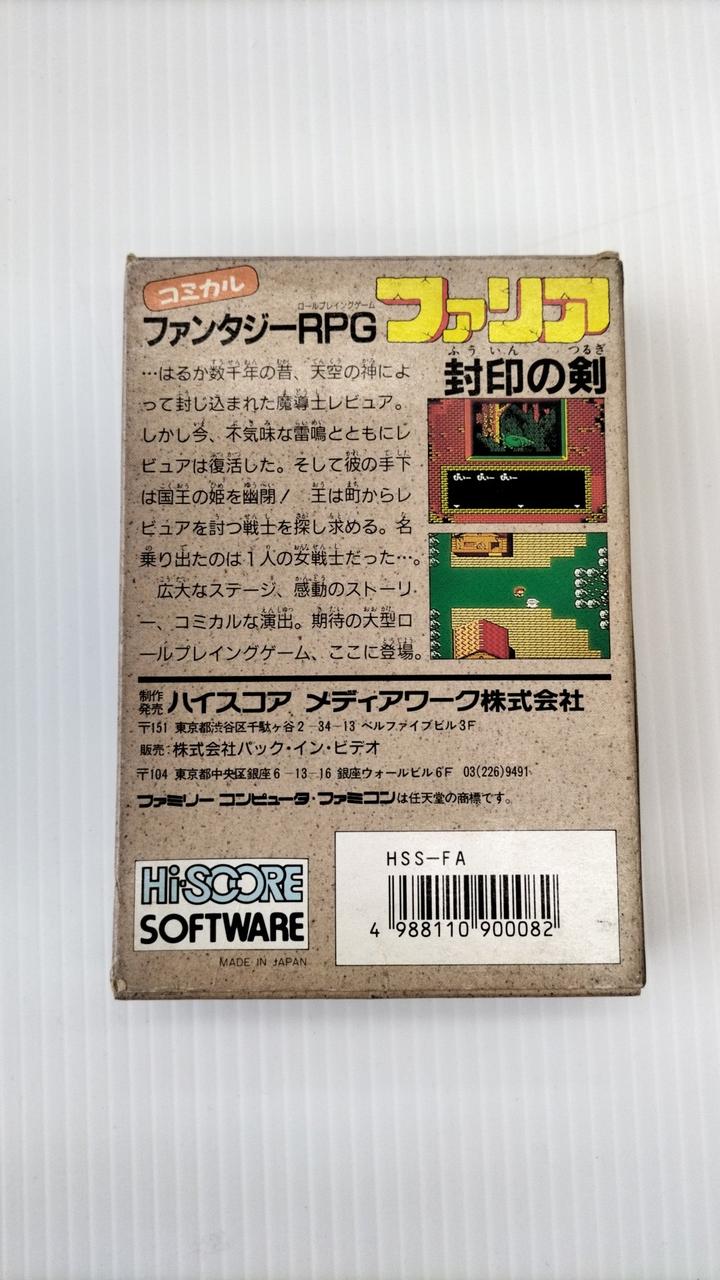 コミカル
ロールプレイングゲーム
ファンタジーRPG
ファリア
ふういん つるぎ
封印の剣
…はるか数千年の昔、天空の神によ
って封じ込まれた魔導士レビュア。
しかし今、不気味な雷鳴とともにレ
ビュアは復活した。そして彼の手下
は国王の姫を幽閉! 王は町からレ
ビュアを討つ戦士を探し求める。名
乗り出たのは1人の女戦士だった…。
広大なステージ、感動のストーリ
ー、コミカルな演出。期待の大型ロ
ールプレイングゲーム、ここに登場。
制作
発売
ハイスコア メディアワーク株式会社
〒151 東京都渋谷区千駄ヶ谷2-34-13 ベルファイブビル3F
販売:株式会社パック・イン・ビデオ
〒104 東京都中央区銀座6-13-16 銀座ウォールビル6F 03(226)9491
ファミリーコンピュータ・ファミコンは任天堂の商標です。
Hi-SCORE
SOFTWARE
MADE IN JAPAN
HSS-FA
4 988110 900082